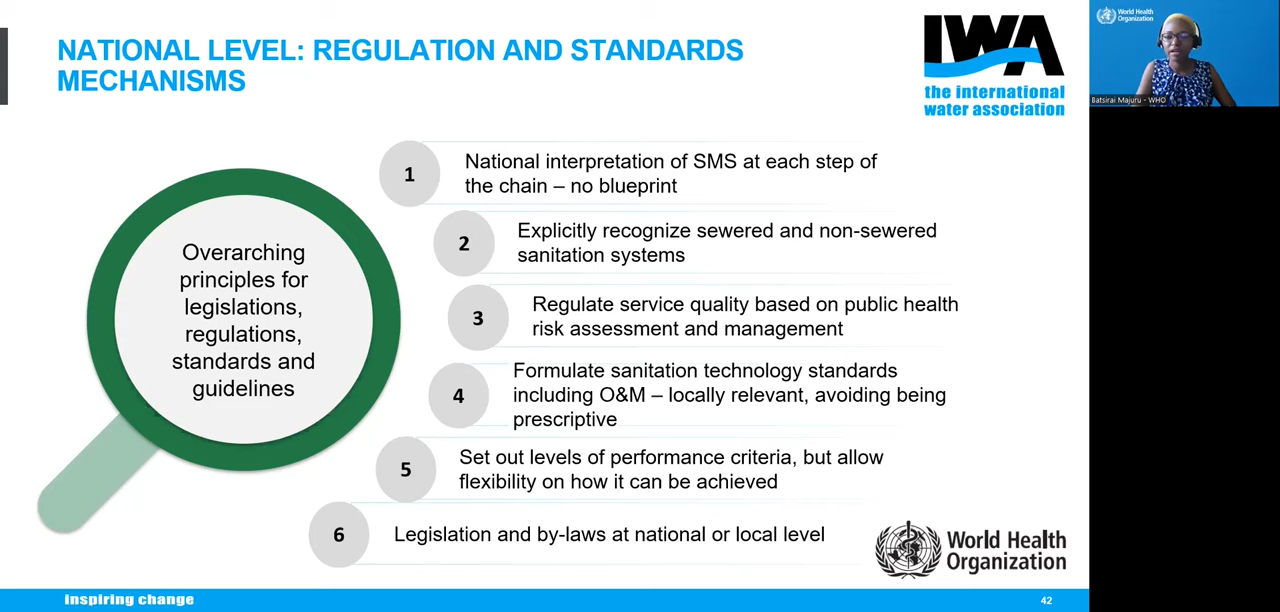 NATIONAL LEVEL: REGULATION AND STANDARDS
MECHANISMS
IWA
the international
water association
World Health
Organization
Batsirai Majuru - WHO
Overarching
principles for
legislations,
regulations,
standards and
guidelines
1
National interpretation of SMS at each step of
the chain – no blueprint
2
Explicitly recognize sewered and non-sewered
sanitation systems
3
Regulate service quality based on public health
risk assessment and management
4
Formulate sanitation technology standards
including O&M – locally relevant, avoiding being
prescriptive
5
Set out levels of performance criteria, but allow
flexibility on how it can be achieved
6
Legislation and by-laws at national or local level
World Health
Organization
inspiring change
42